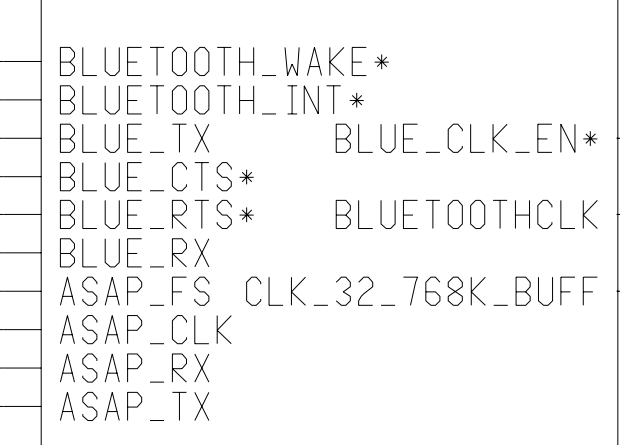 BLUETOOTH_WAKE*
BLUETOOTH_INT*
BLUE_TX BLUE_CLK_EN*
BLUE_CTS*
BLUE_RTS* BLUETOOTHCLK
BLUE_RX
ASAP_FS CLK_32_768K_BUFF
ASAP_CLK
ASAP_RX
ASAP_TX